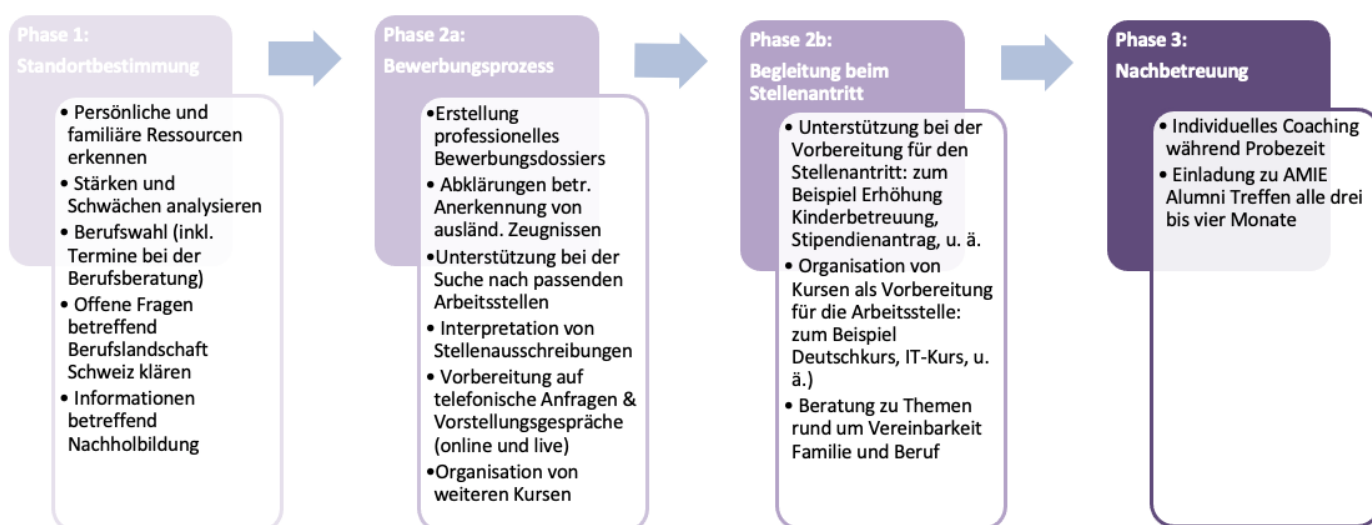 Phase 1:
Standortbestimmung
• Persönliche und
familiäre Ressourcen
erkennen
• Stärken und
Schwächen analysieren
• Berufswahl (inkl.
Termine bei der
Berufsberatung)
• Offene Fragen
betreffend
Berufslandschaft
Schweiz klären
• Informationen
betreffend
Nachholbildung
Phase 2a:
Bewerbungsprozess
•Erstellung
professionelles
Bewerbungsdossiers
• Abklärungen betr.
Anerkennung von
ausländ. Zeugnissen
•Unterstützung bei der
Suche nach passenden
Arbeitsstellen
• Interpretation von
Stellenausschreibungen
• Vorbereitung auf
telefonische Anfragen &
Vorstellungsgespräche
(online und live)
•Organisation von
weiteren Kursen
Phase 2b:
Begleitung beim
Stellenantritt
• Unterstützung bei der
Vorbereitung für den
Stellenantritt: zum
Beispiel Erhöhung
Kinderbetreuung,
Stipendienantrag, u. ä.
• Organisation von
Kursen als Vorbereitung
für die Arbeitsstelle:
zum Beispiel
Deutschkurs, IT-Kurs, u.
ä.)
• Beratung zu Themen
rund um Vereinbarkeit
Familie und Beruf
Phase 3:
Nachbetreuung
• Individuelles Coaching
während Probezeit
• Einladung zu AMIE
Alumni Treffen alle drei
bis vier Monate